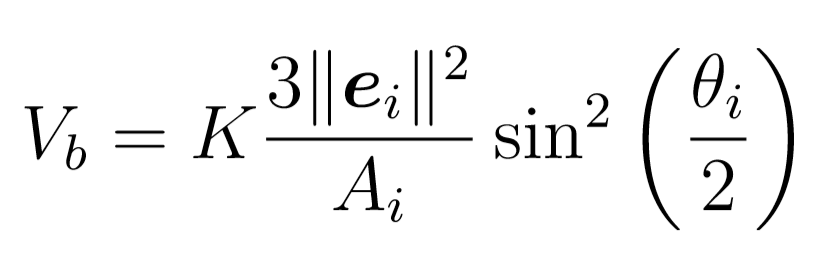 $V_b = K \frac{3\|\boldsymbol{e}_i\|^2}{A_i} \sin^2 \left( \frac{\theta_i}{2} \right)$